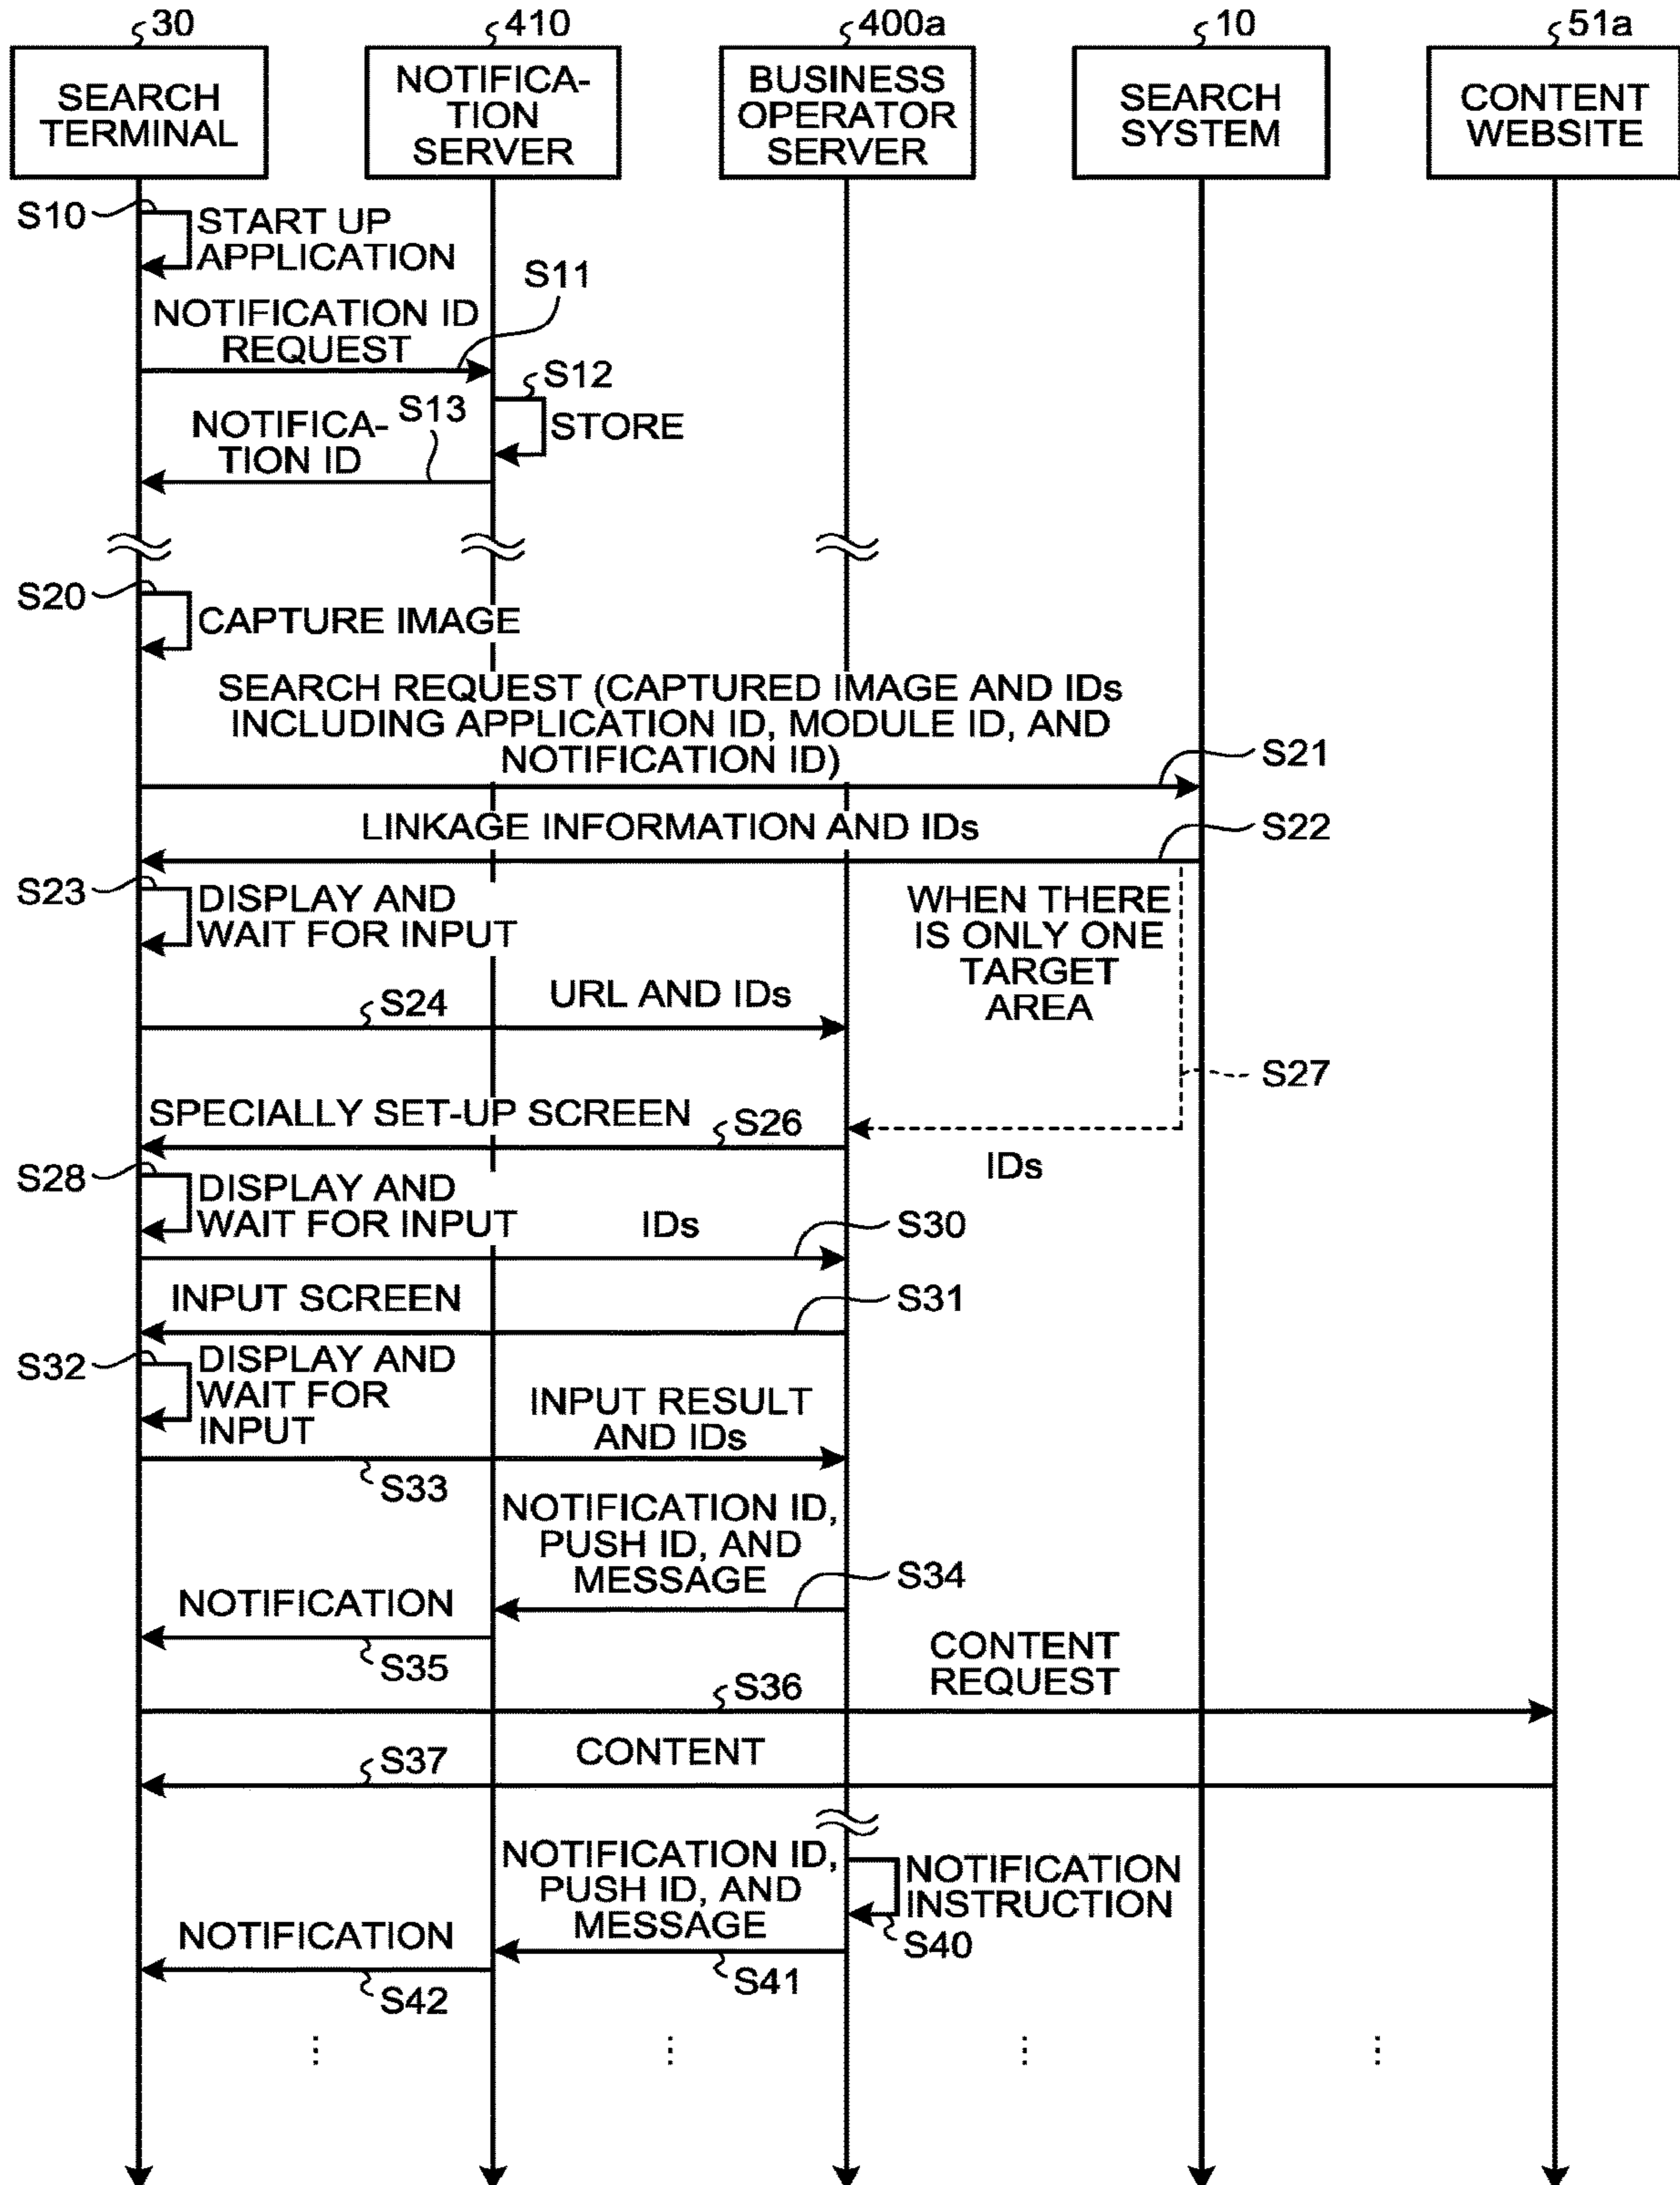 30
410
400a
10
51a
SEARCH
TERMINAL
NOTIFICA-
TION
SERVER
BUSINESS
OPERATOR
SERVER
SEARCH
SYSTEM
CONTENT
WEBSITE
S10
START UP
APPLICATION
S11
NOTIFICATION ID
REQUEST
S12
STORE
S13
NOTIFICA-
TION ID
S20
CAPTURE IMAGE
SEARCH REQUEST (CAPTURED IMAGE AND IDs
INCLUDING APPLICATION ID, MODULE ID, AND
NOTIFICATION ID)
S21
LINKAGE INFORMATION AND IDs
S22
S23
DISPLAY AND
WAIT FOR INPUT
WHEN THERE
IS ONLY ONE
TARGET
AREA
S24
URL AND IDs
S27
SPECIALLY SET-UP SCREEN
S26
IDs
S28
DISPLAY AND
WAIT FOR INPUT
IDs
S30
INPUT SCREEN
S31
S32
DISPLAY AND
WAIT FOR
INPUT
INPUT RESULT
AND IDs
S33
NOTIFICATION ID,
PUSH ID, AND
MESSAGE
S34
NOTIFICATION
S35
CONTENT
REQUEST
S36
CONTENT
S37
NOTIFICATION ID,
PUSH ID, AND
MESSAGE
NOTIFICATION
INSTRUCTION
S40
NOTIFICATION
S41
S42